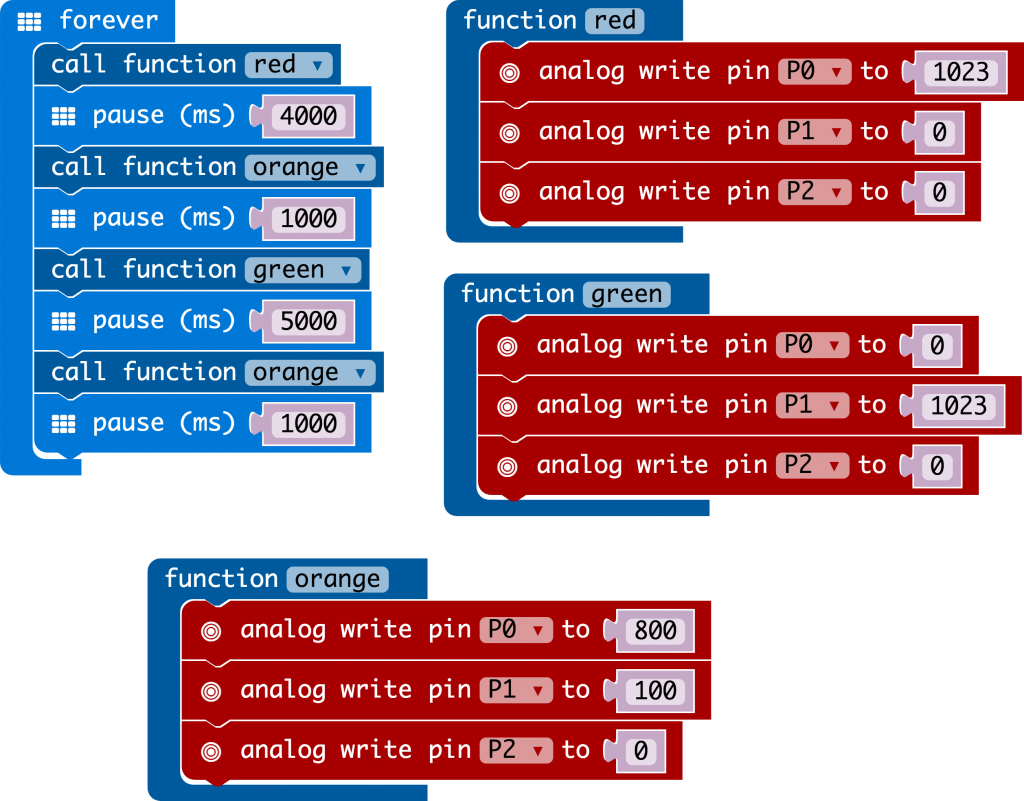 forever
call function red
pause (ms) 4000
call function orange
pause (ms) 1000
call function green
pause (ms) 5000
call function orange
pause (ms) 1000
function red
analog write pin P0 to 1023
analog write pin P1 to 0
analog write pin P2 to 0
function green
analog write pin P0 to 0
analog write pin P1 to 1023
analog write pin P2 to 0
function orange
analog write pin P0 to 800
analog write pin P1 to 100
analog write pin P2 to 0